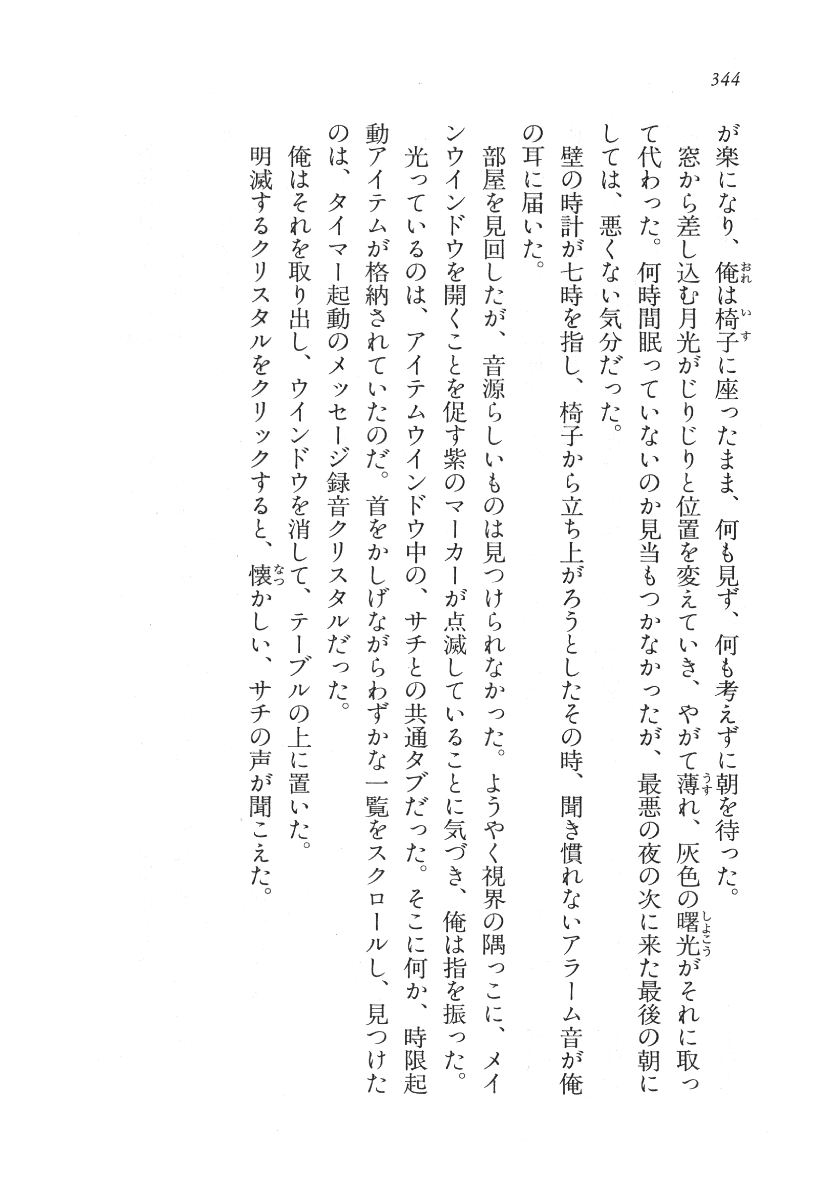 344
が楽になり、俺は椅子に座ったまま、何も見ず、何も考えずに朝を待った。
窓から差し込む月光がじりじりと位置を変えていき、やがて薄れ、灰色の曙光がそれに取っ
て代わった。何時間眠っていないのか見当もつかなかったが、最悪の夜の次に来た最後の朝に
しては、悪くない気分だった。
壁の時計が七時を指し、椅子から立ち上がろうとしたその時、聞き慣れないアラーム音が俺
の耳に届いた。
部屋を見回したが、音源らしいものは見つけられなかった。ようやく視界の隅っこに、メイ
ンウインドウを開くことを促す紫のマーカーが点滅していることに気づき、俺は指を振った。
光っているのは、アイテムウインドウ中の、サチとの共通タブだった。そこに何か、時限起
動アイテムが格納されていたのだ。首をかしげながらわずかな一覧をスクロールし、見つけた
のは、タイマー起動のメッセージ録音クリスタルだった。
俺はそれを取り出し、ウインドウを消して、テーブルの上に置いた。
明滅するクリスタルをクリックすると、懐かしい、サチの声が聞こえた。